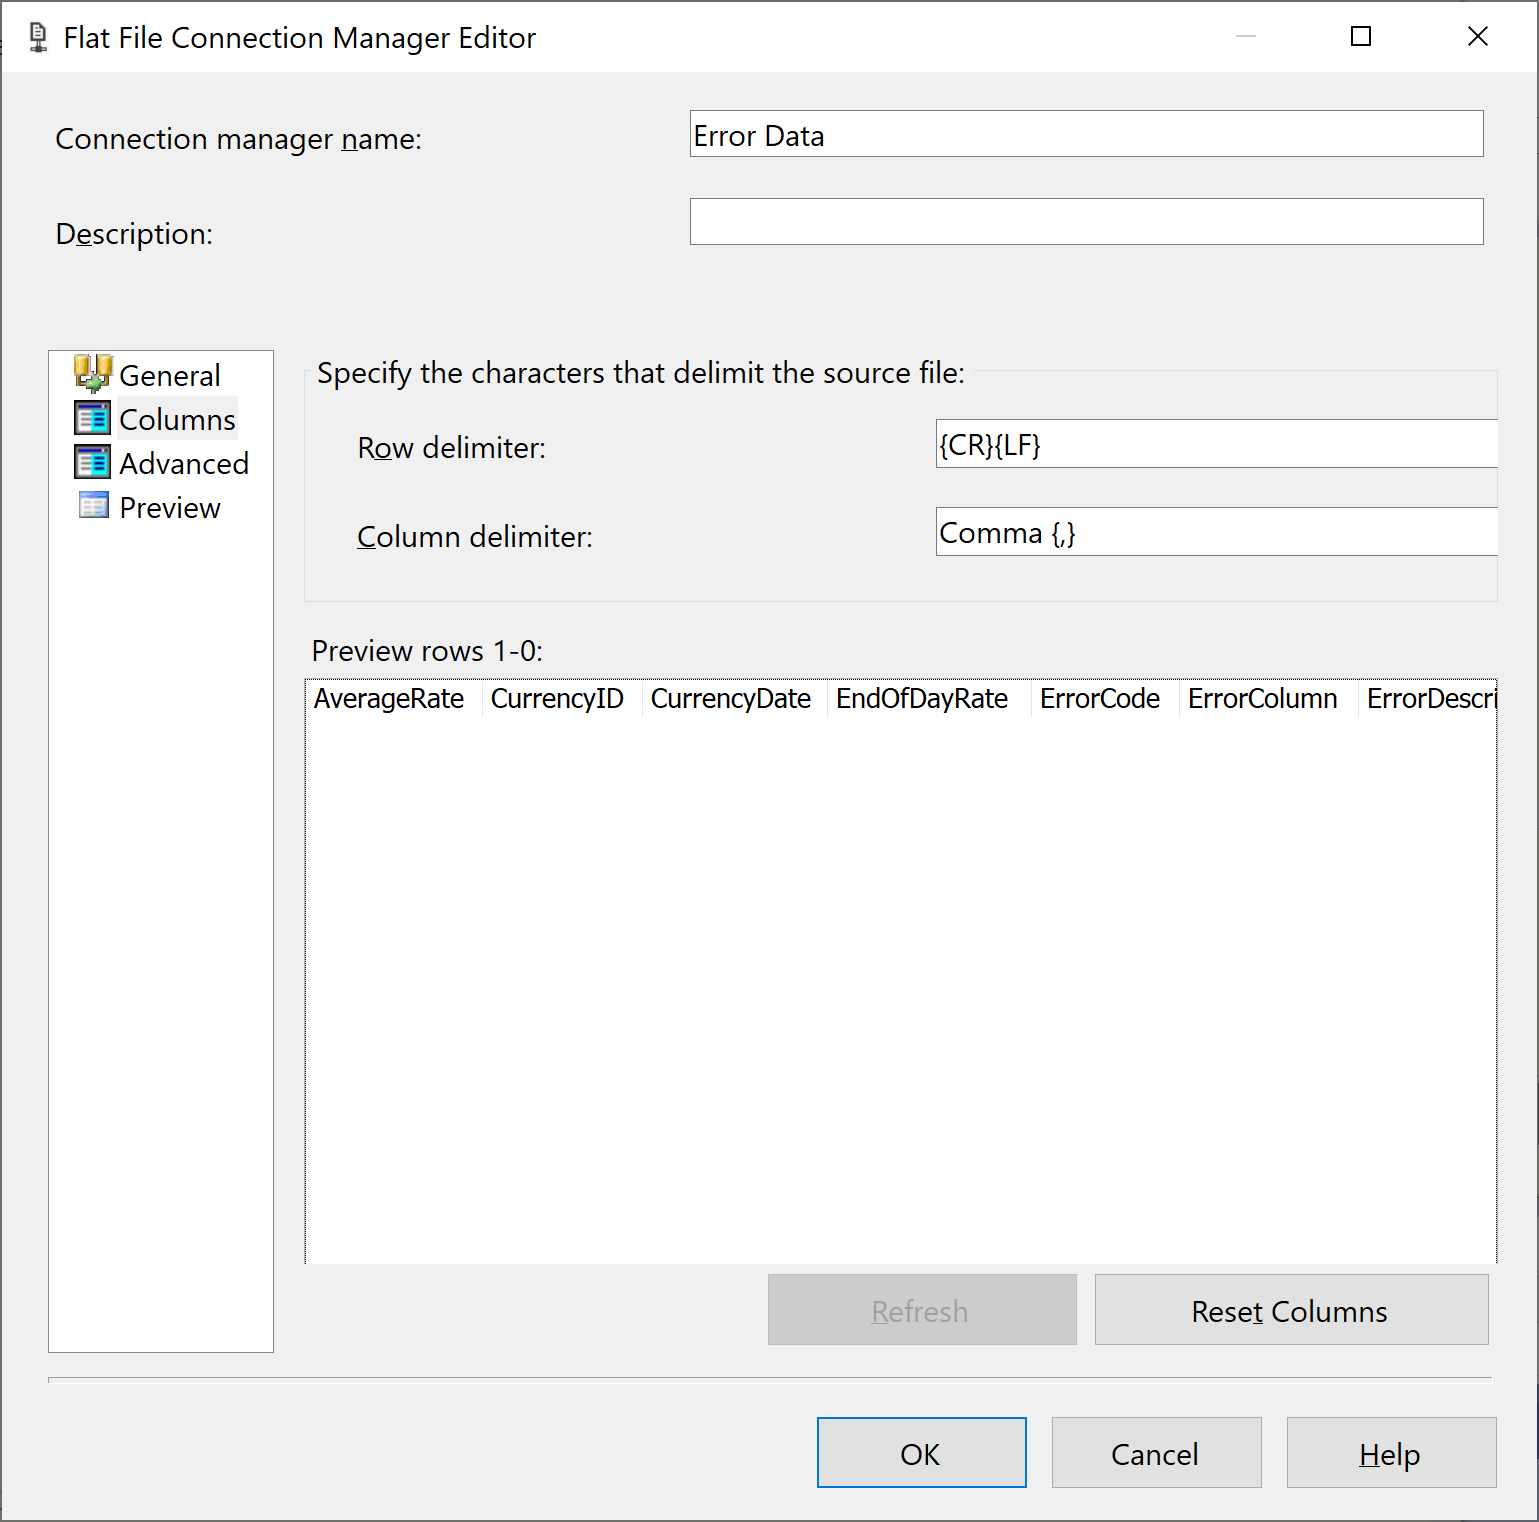 Flat File Connection Manager Editor
Connection manager name:
Error Data
Description:
General
Columns
Advanced
Preview
Specify the characters that delimit the source file:
Row delimiter:
{CR}{LF}
Column delimiter:
Comma {,}
Preview rows 1-0:
AverageRate CurrencyID CurrencyDate EndOfDayRate ErrorCode ErrorColumn ErrorDescri
Refresh
Reset Columns
OK
Cancel
Help